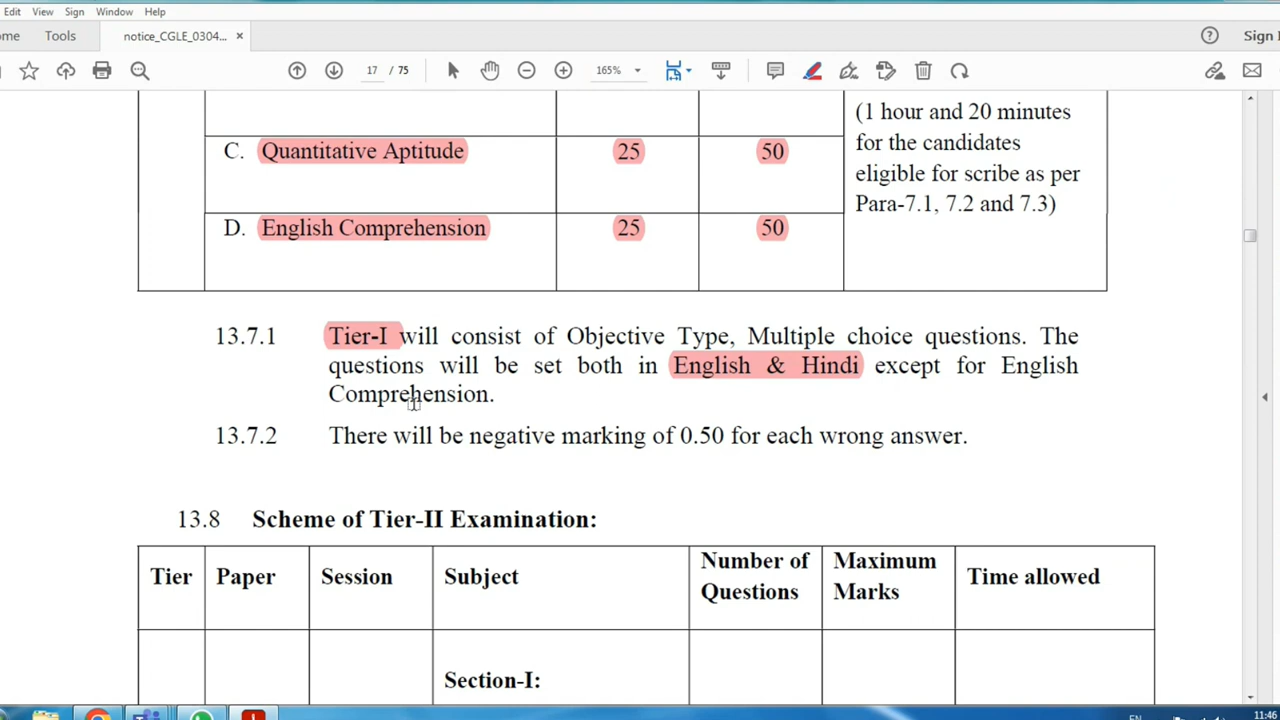 Edit View Sign Window Help
ome Tools notice_CGLE_0304... × Sign I
17 / 75 165%
(1 hour and 20 minutes
for the candidates
eligible for scribe as per
Para-7.1, 7.2 and 7.3)
C. Quantitative Aptitude 25 50
D. English Comprehension 25 50
13.7.1 Tier-I will consist of Objective Type, Multiple choice questions. The
questions will be set both in English & Hindi except for English
Comprehension.
13.7.2 There will be negative marking of 0.50 for each wrong answer.
13.8 Scheme of Tier-II Examination:
Tier Paper Session Subject Number of Questions Maximum Marks Time allowed
Section-I:
EN 11:46